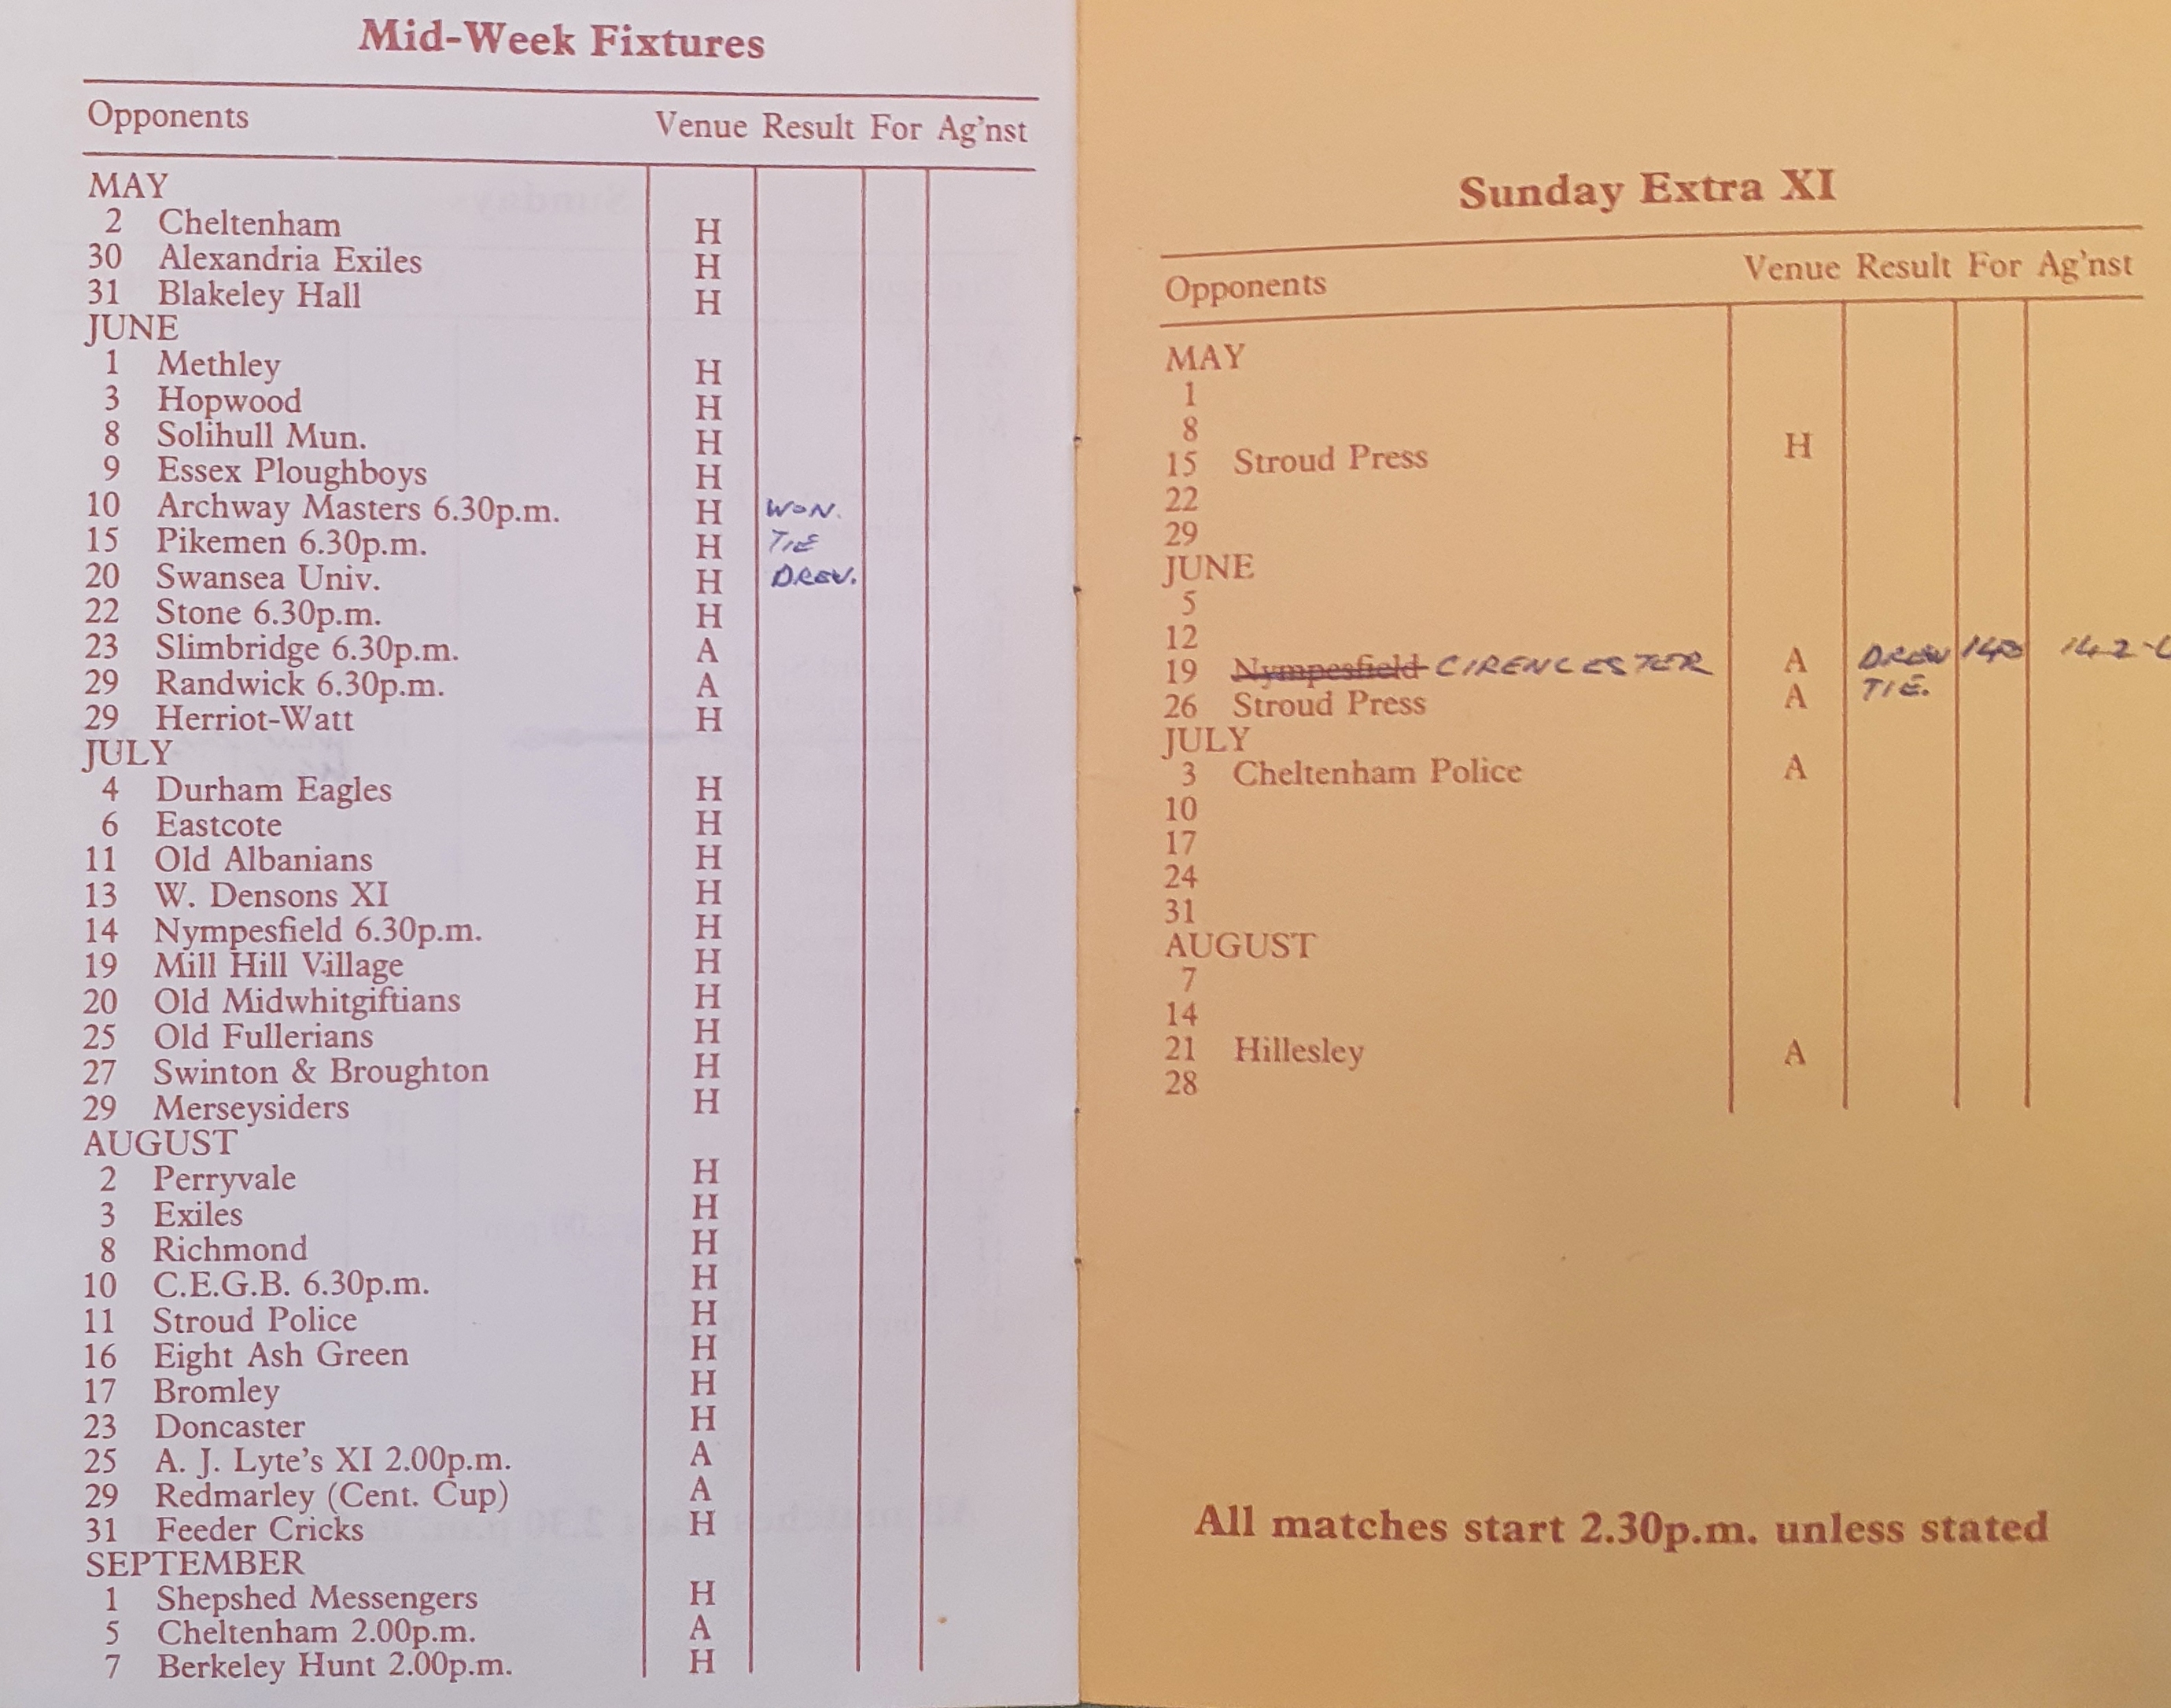 Mid-Week Fixtures
Opponents Venue Result For Ag'nst
MAY
2 Cheltenham H
30 Alexandria Exiles H
31 Blakeley Hall H
JUNE
1 Methley H
3 Hopwood H
8 Solihull Mun. H
9 Essex Ploughboys H
10 Archway Masters 6.30p.m. H WON.
15 Pikemen 6.30p.m. H TIE
20 Swansea Univ. H DREW.
22 Stone 6.30p.m. H
23 Slimbridge 6.30p.m. A
29 Randwick 6.30p.m. A
29 Herriot-Watt H
JULY
4 Durham Eagles H
6 Eastcote H
11 Old Albanians H
13 W. Densons XI H
14 Nympesfield 6.30p.m. H
19 Mill Hill Village H
20 Old Midwhitgiftians H
25 Old Fullerians H
27 Swinton & Broughton H
29 Merseysiders H
AUGUST
2 Perryvale H
3 Exiles H
8 Richmond H
10 C.E.G.B. 6.30p.m. H
11 Stroud Police H
16 Eight Ash Green H
17 Bromley H
23 Doncaster H
25 A. J. Lyte's XI 2.00p.m. A
29 Redmarley (Cent. Cup) A
31 Feeder Cricks H
SEPTEMBER
1 Shepshed Messengers H
5 Cheltenham 2.00p.m. A
7 Berkeley Hunt 2.00p.m. H
Sunday Extra XI
Opponents Venue Result For Ag'nst
MAY
1
8
15 Stroud Press H
22
29
JUNE
5
12
19 Nympesfield CIRENCESTER A DREW 140 142-6
26 Stroud Press A TIE.
JULY
3 Cheltenham Police A
10
17
24
31
AUGUST
7
14
21 Hillesley A
28
All matches start 2.30p.m. unless stated